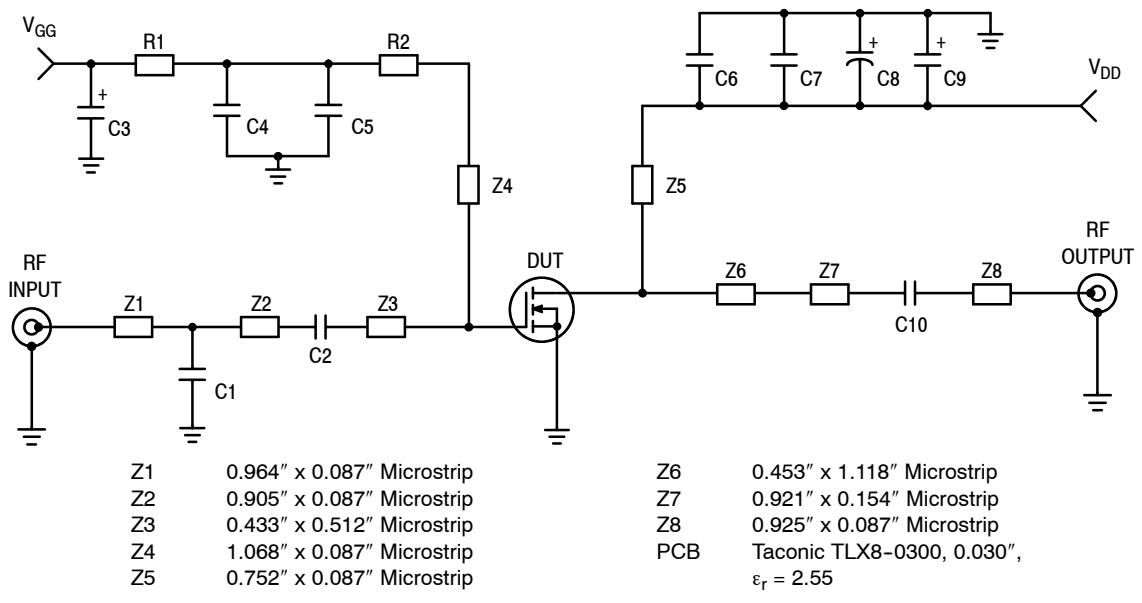 V_GG
R1
R2
+
C3
C4
C5
Z4
C6
C7
+
C8
+
C9
V_DD
Z5
RF
INPUT
Z1
Z2
Z3
C2
C1
DUT
Z6
Z7
C10
Z8
RF
OUTPUT
Z1 0.964″ x 0.087″ Microstrip
Z2 0.905″ x 0.087″ Microstrip
Z3 0.433″ x 0.512″ Microstrip
Z4 1.068″ x 0.087″ Microstrip
Z5 0.752″ x 0.087″ Microstrip
Z6 0.453″ x 1.118″ Microstrip
Z7 0.921″ x 0.154″ Microstrip
Z8 0.925″ x 0.087″ Microstrip
PCB Taconic TLX8-0300, 0.030″,
ε_r = 2.55